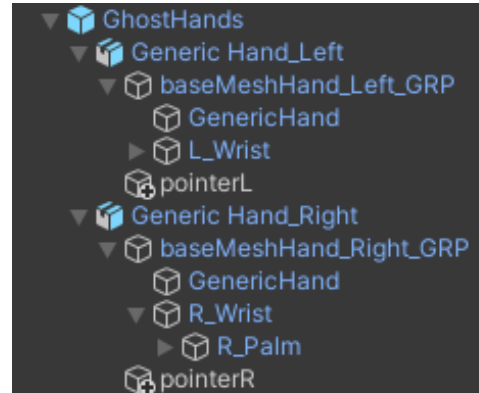 GhostHands
Generic Hand_Left
baseMeshHand_Left_GRP
GenericHand
L_Wrist
pointerL
Generic Hand_Right
baseMeshHand_Right_GRP
GenericHand
R_Wrist
R_Palm
pointerR